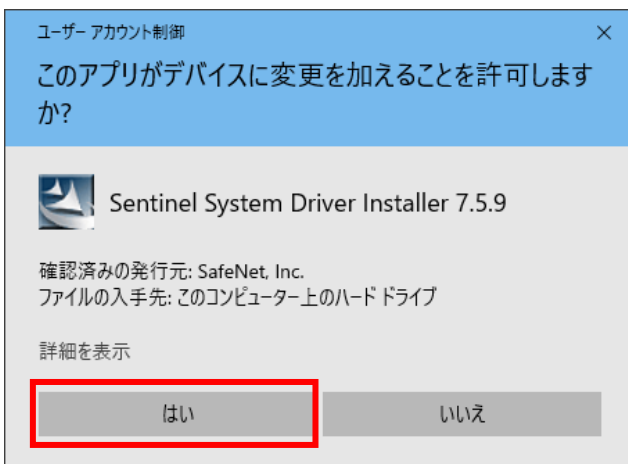 ユーザー アカウント制御
このアプリがデバイスに変更を加えることを許可します
か?
Sentinel System Driver Installer 7.5.9
確認済みの発行元: SafeNet, Inc.
ファイルの入手先: このコンピューター上のハード ドライブ
詳細を表示
はい
いいえ